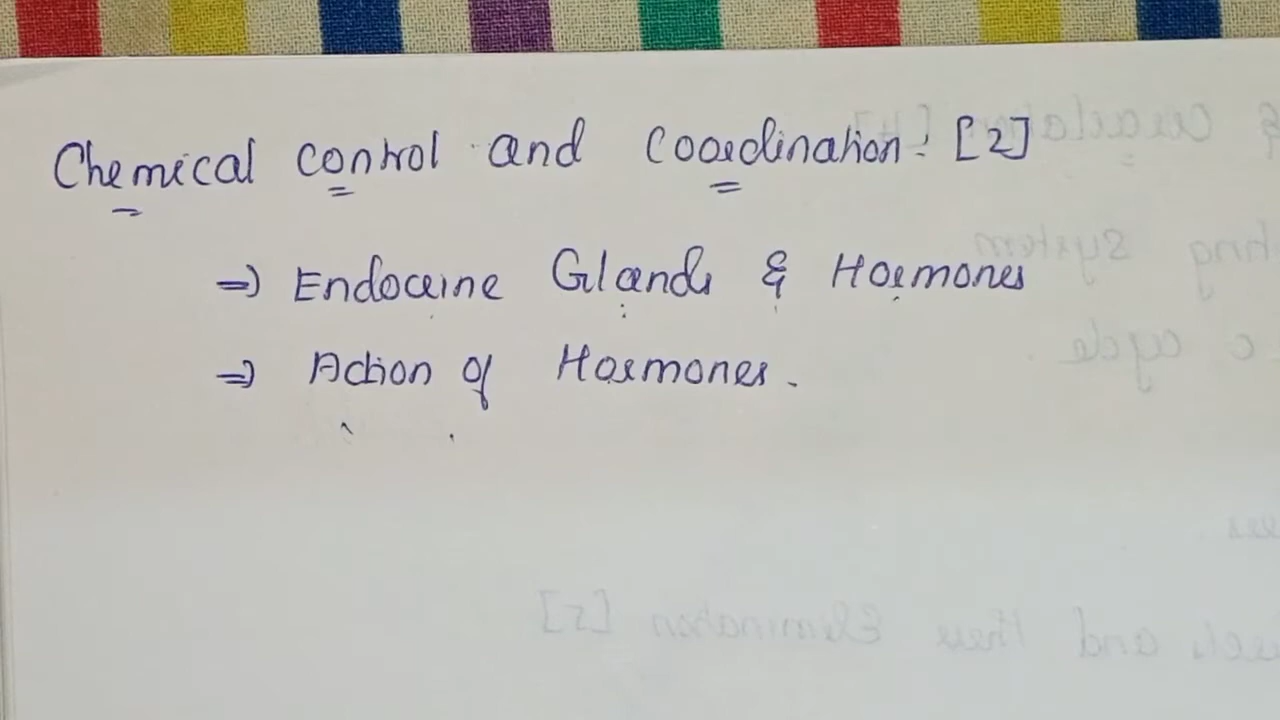 Chemical control and Coordination: [2]
⇒ Endocrine Glands & Hormones
⇒ Action of Hormones.